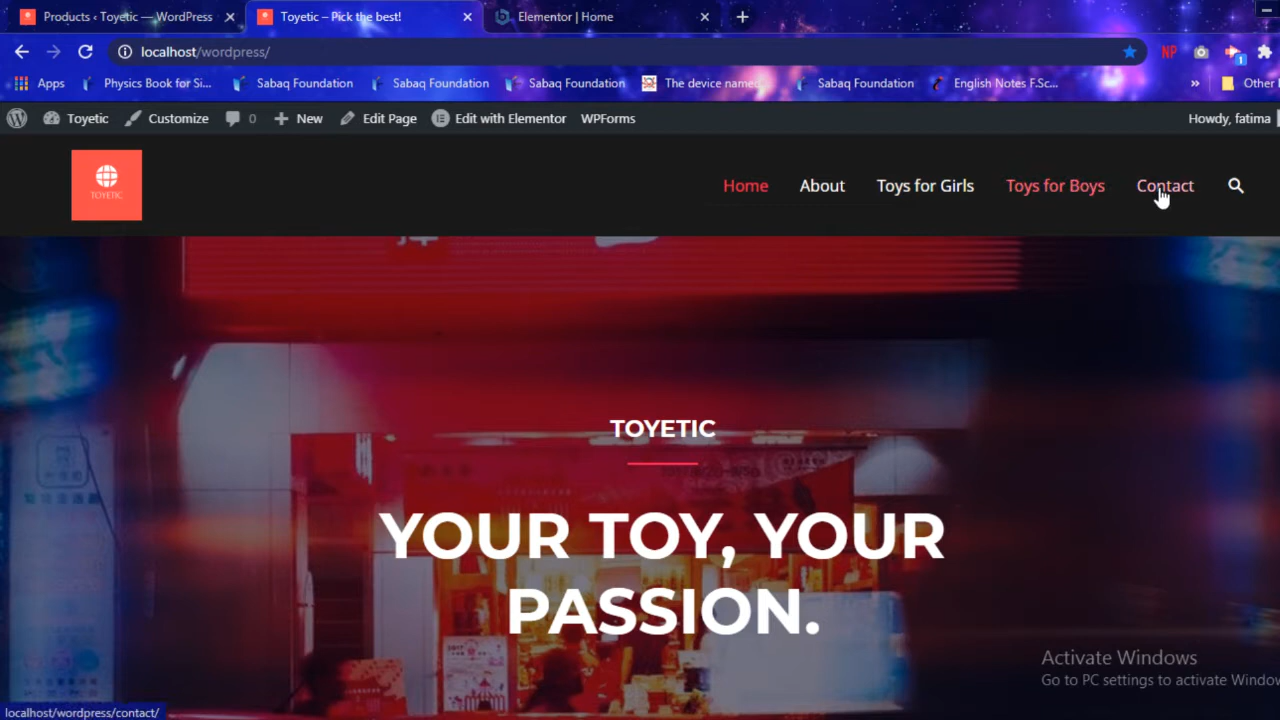 Products ‹ Toyetic — WordPress
Toyetic – Pick the best!
Elementor | Home
localhost/wordpress/
NP
1
Apps
Physics Book for Si...
Sabaq Foundation
Sabaq Foundation
Sabaq Foundation
The device name
Sabaq Foundation
English Notes F.Sc...
»
Other
Toyetic
Customize
0
New
Edit Page
Edit with Elementor
WPForms
Howdy, fatima
TOYETIC
Home
About
Toys for Girls
Toys for Boys
Contact
TOYETIC
YOUR TOY, YOUR
PASSION.
Activate Windows
Go to PC settings to activate Window
localhost/wordpress/contact/